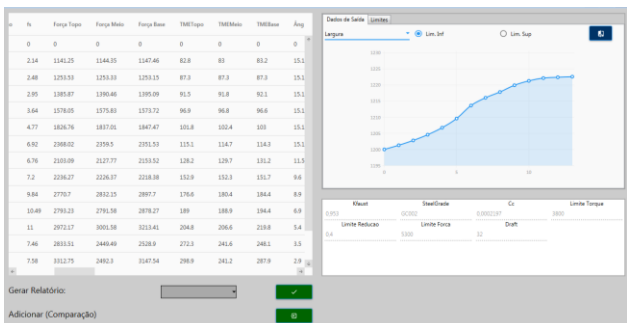 fs Força Topo Força Meio Força Base TMETopo TMEMeio TMEBase Âng
0 0 0 0 0 0 0 0
2.14 1141.25 1144.35 1147.46 82.8 83 83.2 15.1
2.48 1253.53 1253.33 1253.15 87.3 87.3 87.3 15.1
2.95 1385.87 1390.46 1395.09 91.5 91.8 92.1 15.1
3.64 1578.05 1575.83 1573.72 96.9 96.8 96.6 15.1
4.77 1826.76 1837.01 1847.47 101.8 102.4 103 15.1
6.92 2368.02 2359.5 2351.53 115.1 114.7 114.3 15.1
6.76 2103.09 2127.77 2153.52 128.2 129.7 131.2 11.5
7.2 2236.27 2226.37 2218.38 152.9 152.3 151.7 9.6
9.84 2770.7 2832.15 2897.7 176.6 180.4 184.4 8.9
10.49 2793.23 2791.58 2878.27 189 188.9 194.4 6.9
11 2972.17 3001.58 3213.41 204.8 206.6 219.8 5.4
7.46 2833.51 2449.49 2528.9 272.3 241.6 248.1 3.5
7.58 3312.75 2492.3 3147.54 298.9 241.2 287.9 2.9
Gerar Relatório:
Adicionar (Comparação)
Dados de Saída Limites
Largura Lim. Inf Lim. Sup
0 5 10
Kfaust SteelGrade Cc Limite Torque
0.953 GC002 0.0002197 3800
Limite Reducao Limite Forca Draft
0.4 5300 32